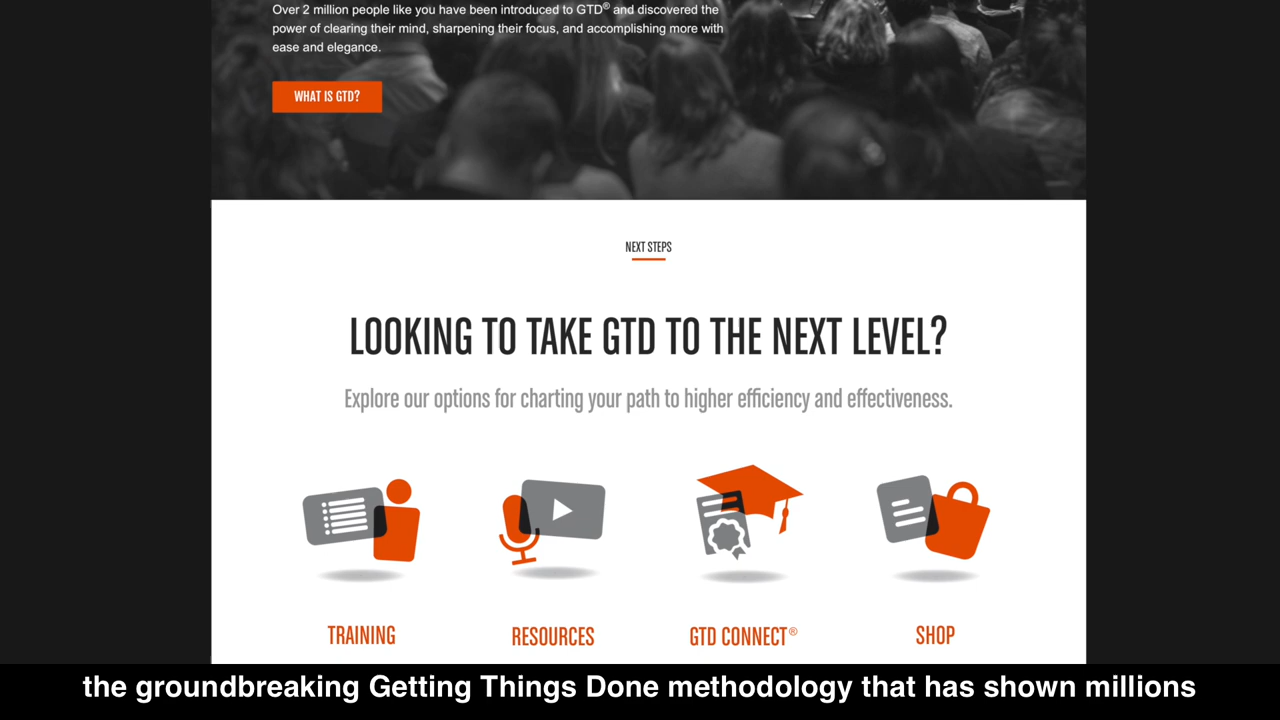 Over 2 million people like you have been introduced to GTD® and discovered the
power of clearing their mind, sharpening their focus, and accomplishing more with
ease and elegance.
WHAT IS GTD?
NEXT STEPS
LOOKING TO TAKE GTD TO THE NEXT LEVEL?
Explore our options for charting your path to higher efficiency and effectiveness.
TRAINING
RESOURCES
GTD CONNECT®
SHOP
the groundbreaking Getting Things Done methodology that has shown millions